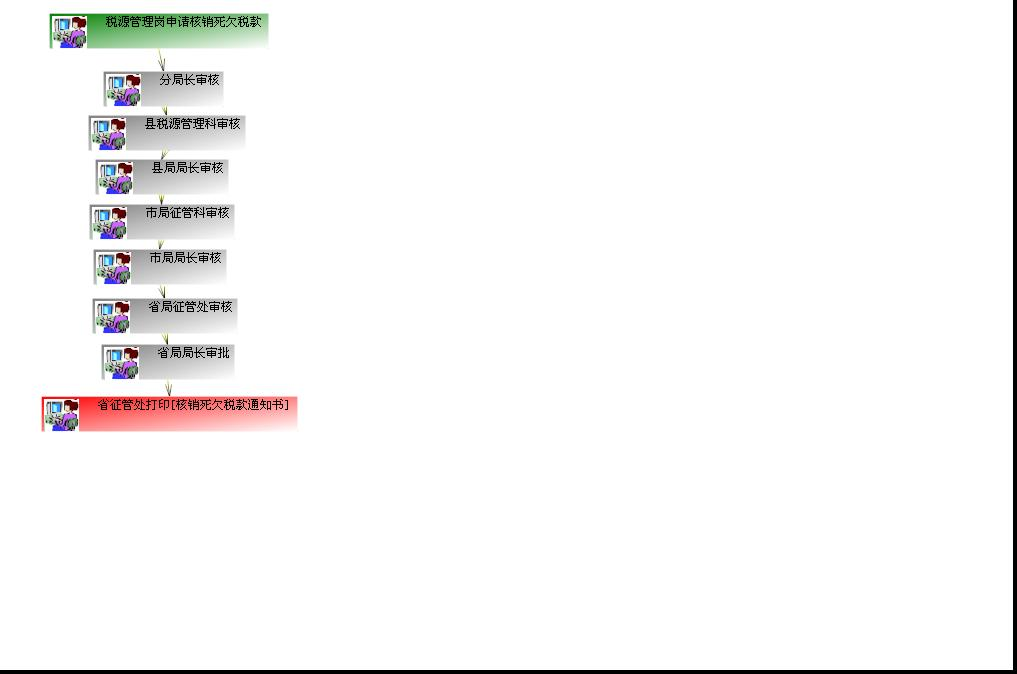 税源管理岗申请核销死欠税款
分局长审核
县税源管理科审核
县局局长审核
市局征管科审核
市局局长审核
省局征管处审核
省局局长审批
省征管处打印[核销死欠税款通知书]